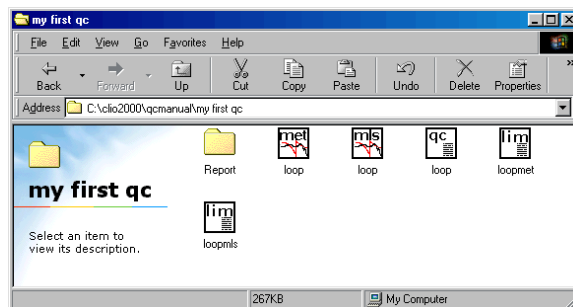 my first qc
File Edit View Go Favorites Help
Back Forward Up Cut Copy Paste Undo Delete Properties »
Address C:\clio2000\qcmanual\my first qc
my first qc
Select an item to
view its description.
met mls qc lim
Report loop loop loop loopmet
lim
loopmls
267KB My Computer